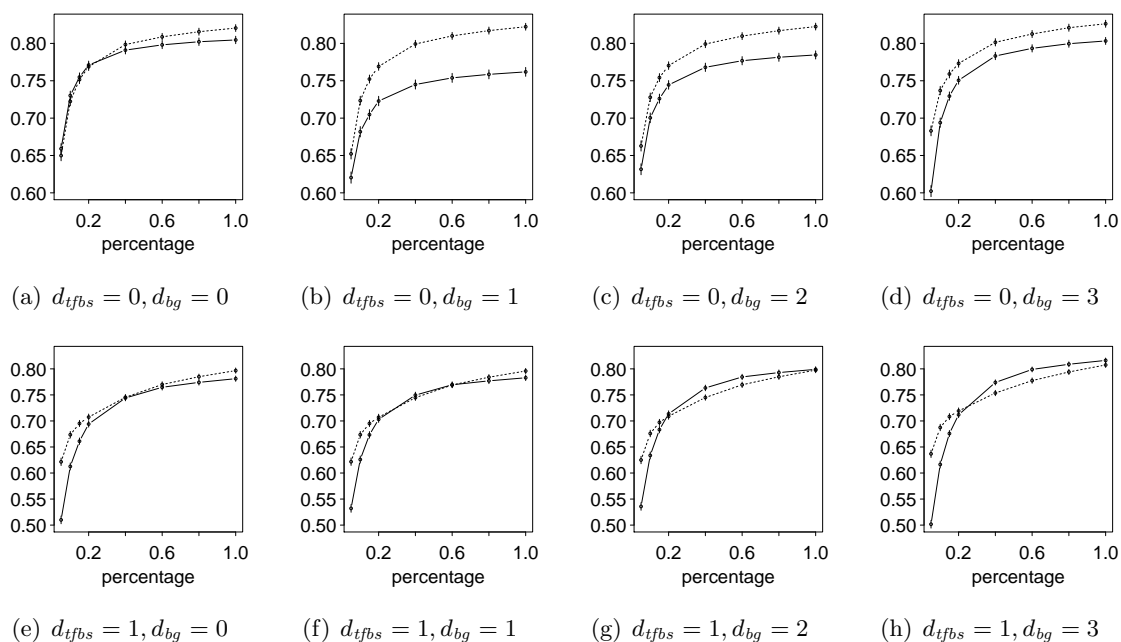 0.80 0.80 0.80 0.80
0.75 0.75 0.75 0.75
0.70 0.70 0.70 0.70
0.65 0.65 0.65 0.65
0.60 0.60 0.60 0.60
0.2 0.6 1.0 0.2 0.6 1.0 0.2 0.6 1.0 0.2 0.6 1.0
percentage percentage percentage percentage
(a) d_{tfbs} = 0, d_{bg} = 0 (b) d_{tfbs} = 0, d_{bg} = 1 (c) d_{tfbs} = 0, d_{bg} = 2 (d) d_{tfbs} = 0, d_{bg} = 3
0.80 0.80 0.80 0.80
0.75 0.75 0.75 0.75
0.70 0.70 0.70 0.70
0.65 0.65 0.65 0.65
0.60 0.60 0.60 0.60
0.55 0.55 0.55 0.55
0.50 0.50 0.50 0.50
0.2 0.6 1.0 0.2 0.6 1.0 0.2 0.6 1.0 0.2 0.6 1.0
percentage percentage percentage percentage
(e) d_{tfbs} = 1, d_{bg} = 0 (f) d_{tfbs} = 1, d_{bg} = 1 (g) d_{tfbs} = 1, d_{bg} = 2 (h) d_{tfbs} = 1, d_{bg} = 3